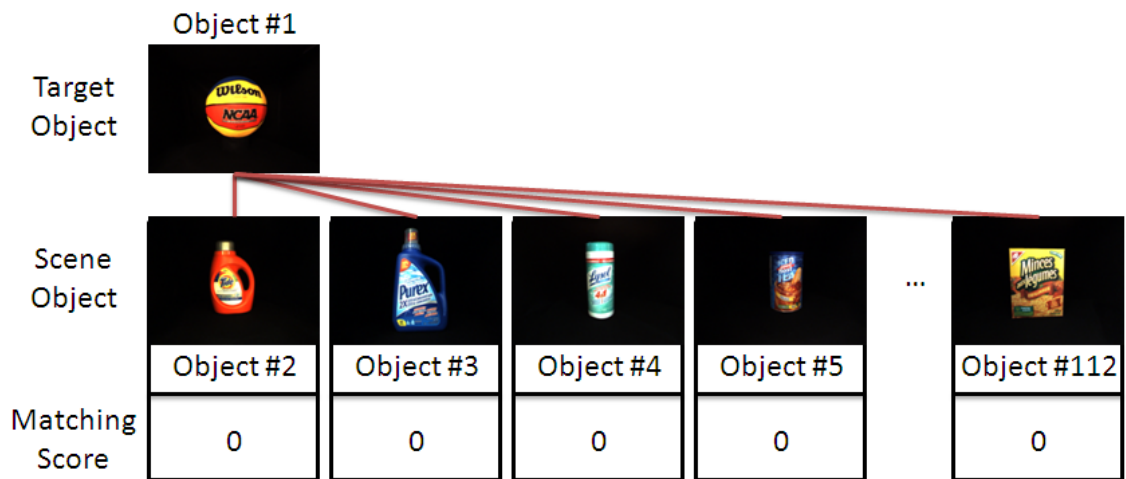 Object #1
Target
Object
Wilson
NCAA
Scene
Object
Tide
Purex
2X
Lysol
Minces
légumes
...
Object #2
Object #3
Object #4
Object #5
Object #112
Matching
Score
0
0
0
0
0